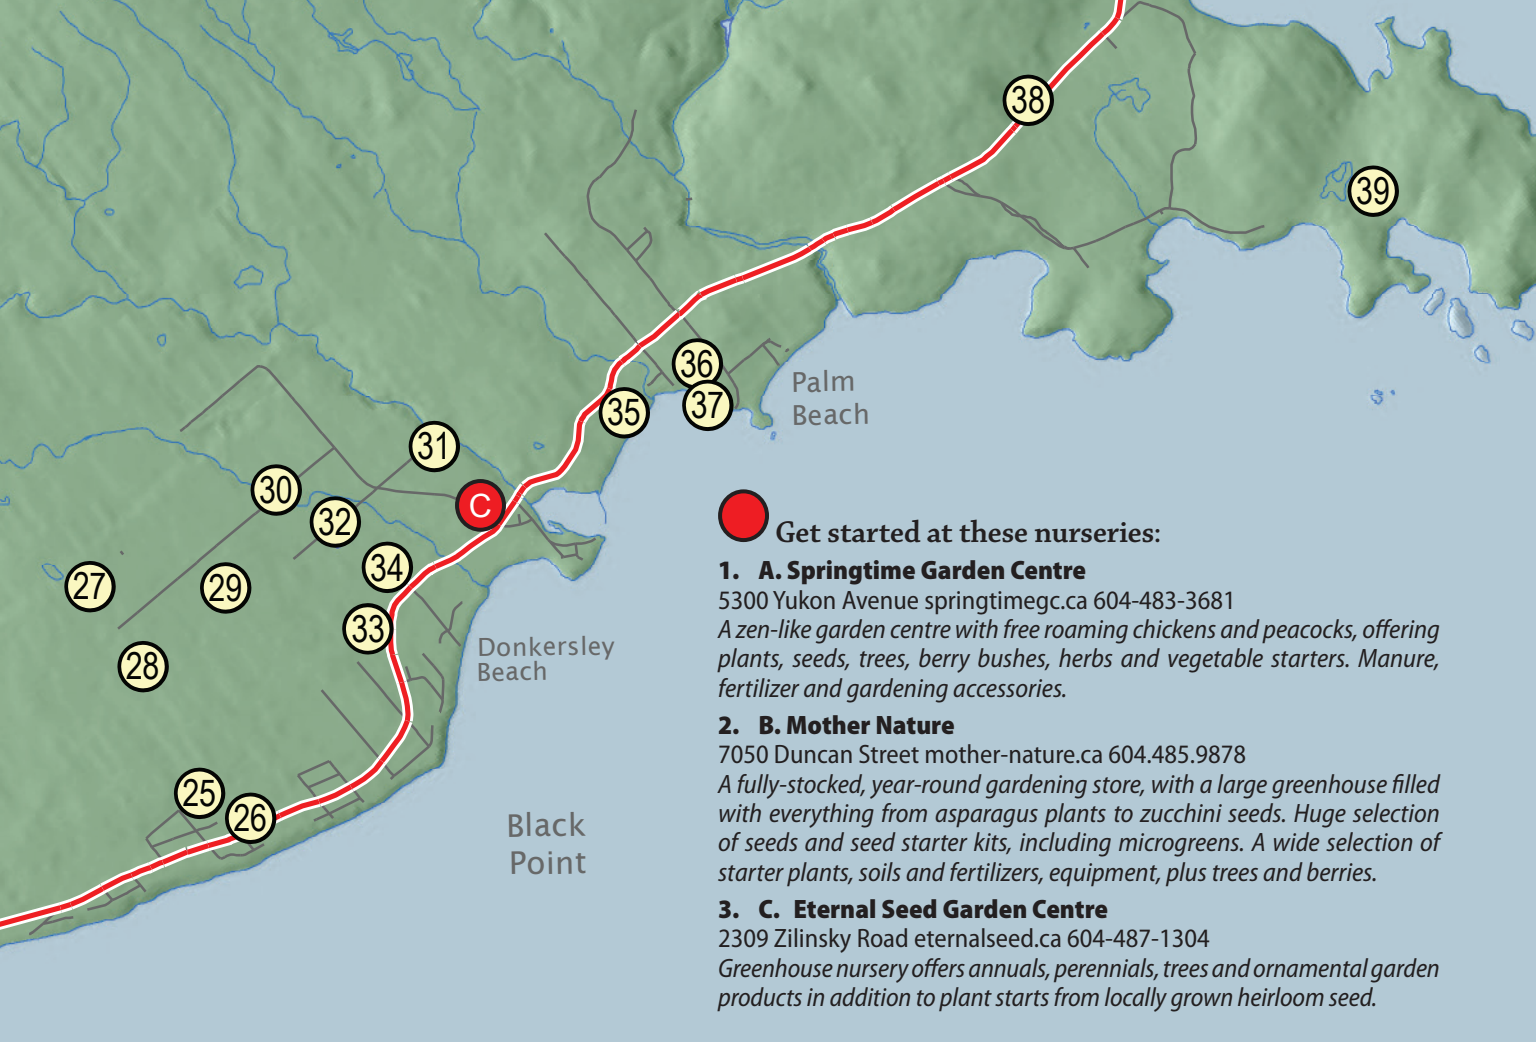 38
39
36
Palm
Beach
37
35
31
30
C
32
34
27
29
33
Donkersley
Beach
28
25
26
Black
Point
Get started at these nurseries:
1. A. Springtime Garden Centre
5300 Yukon Avenue springtimegc.ca 604-483-3681
A zen-like garden centre with free roaming chickens and peacocks, offering
plants, seeds, trees, berry bushes, herbs and vegetable starters. Manure,
fertilizer and gardening accessories.
2. B. Mother Nature
7050 Duncan Street mother-nature.ca 604.485.9878
A fully-stocked, year-round gardening store, with a large greenhouse filled
with everything from asparagus plants to zucchini seeds. Huge selection
of seeds and seed starter kits, including microgreens. A wide selection of
starter plants, soils and fertilizers, equipment, plus trees and berries.
3. C. Eternal Seed Garden Centre
2309 Zilinsky Road eternalseed.ca 604-487-1304
Greenhouse nursery offers annuals, perennials, trees and ornamental garden
products in addition to plant starts from locally grown heirloom seed.